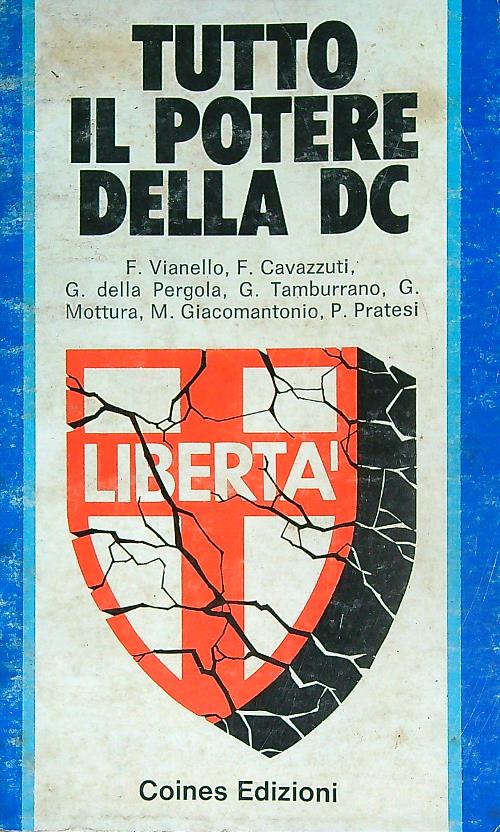 TUTTO
IL POTERE
DELLA DC
F. Vianello, F. Cavazzuti,
G. della Pergola, G. Tamburrano, G.
Mottura, M. Giacomantonio, P. Pratesi
LIBERTA'
Coines Edizioni